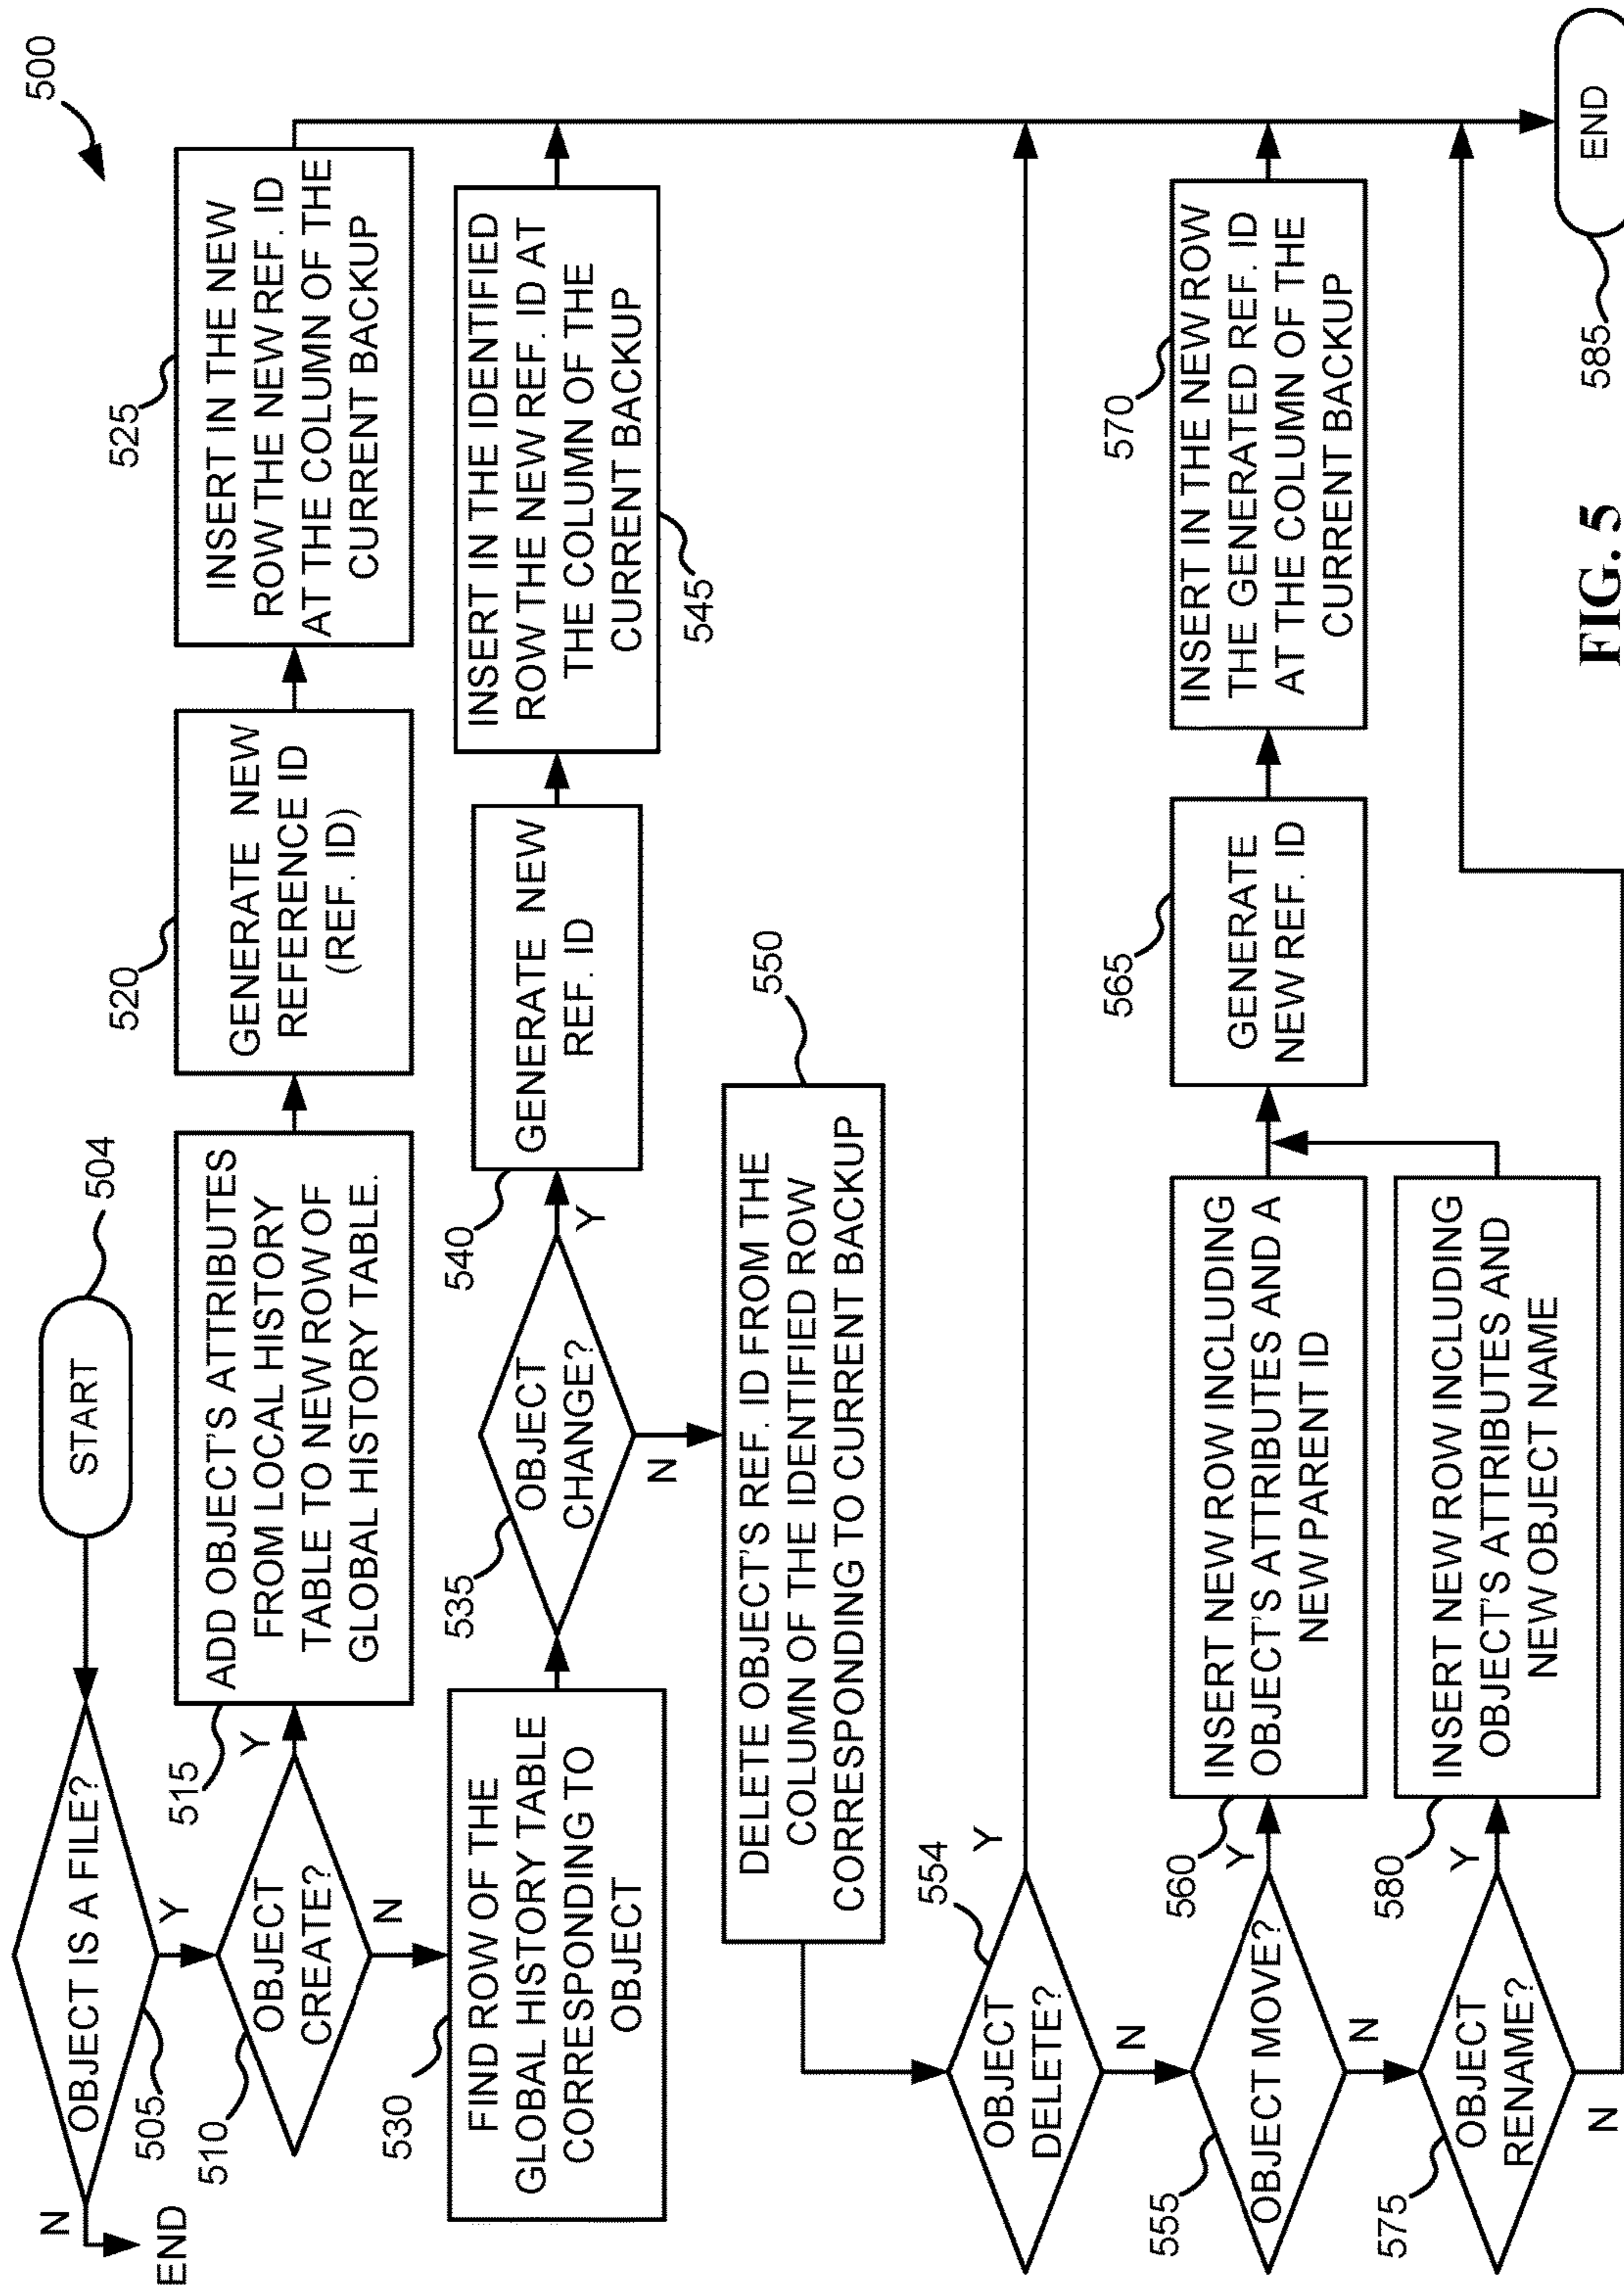 500
START
504
OBJECT IS A FILE?
505
N
END
Y
OBJECT
CREATE?
510
Y
515
ADD OBJECT'S ATTRIBUTES
FROM LOCAL HISTORY
TABLE TO NEW ROW OF
GLOBAL HISTORY TABLE.
520
GENERATE NEW
REFERENCE ID
(REF. ID)
525
INSERT IN THE NEW
ROW THE NEW REF. ID
AT THE COLUMN OF THE
CURRENT BACKUP
N
530
FIND ROW OF THE
GLOBAL HISTORY TABLE
CORRESPONDING TO
OBJECT
535
OBJECT
CHANGE?
Y
540
GENERATE NEW
REF. ID
INSERT IN THE IDENTIFIED
ROW THE NEW REF. ID AT
THE COLUMN OF THE
CURRENT BACKUP
545
N
550
DELETE OBJECT'S REF. ID FROM THE
COLUMN OF THE IDENTIFIED ROW
CORRESPONDING TO CURRENT BACKUP
554
OBJECT
DELETE?
Y
N
555
OBJECT MOVE?
Y
560
INSERT NEW ROW INCLUDING
OBJECT'S ATTRIBUTES AND A
NEW PARENT ID
565
GENERATE
NEW REF. ID
570
INSERT IN THE NEW ROW
THE GENERATED REF. ID
AT THE COLUMN OF THE
CURRENT BACKUP
N
575
OBJECT
RENAME?
Y
580
INSERT NEW ROW INCLUDING
OBJECT'S ATTRIBUTES AND
NEW OBJECT NAME
N
585
END
FIG. 5